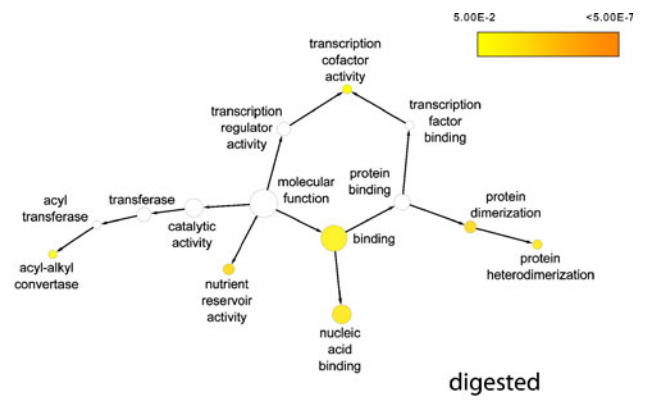 5.00E-2
<5.00E-7
transcription
cofactor
activity
transcription
regulator
activity
transcription
factor
binding
acyl
transferase
transferase
catalytic
activity
molecular
function
protein
binding
protein
dimerization
acyl-alkyl
convertase
nutrient
reservoir
activity
binding
protein
heterodimerization
nucleic
acid
binding
digested